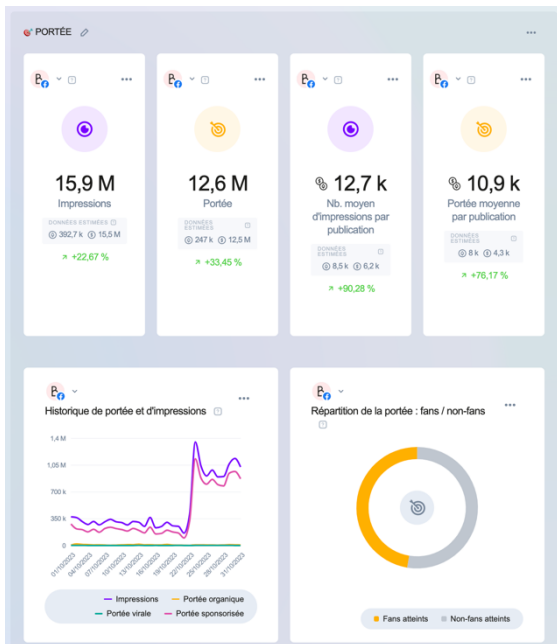 PORTÉE
15,9 M
Impressions
DONNÉES ESTIMÉES
392,7 k 15,5 M
+22,67 %
12,6 M
Portée
DONNÉES
ESTIMÉES
247 k 12,5 M
+33,45 %
12,7 k
Nb. moyen
d'impressions par
publication
DONNÉES
ESTIMÉES
8,5 k 6,2 k
+90,28 %
10,9 k
Portée moyenne
par publication
DONNÉES
ESTIMÉES
8 k 4,3 k
+76,17 %
Historique de portée et d'impressions
1,4 M
1,05 M
700 k
350 k
0
01/10/2023
04/10/2023
07/10/2023
10/10/2023
13/10/2023
16/10/2023
19/10/2023
22/10/2023
25/10/2023
28/10/2023
31/10/2023
Impressions Portée organique
Portée virale Portée sponsorisée
Répartition de la portée : fans / non-fans
Fans atteints Non-fans atteints